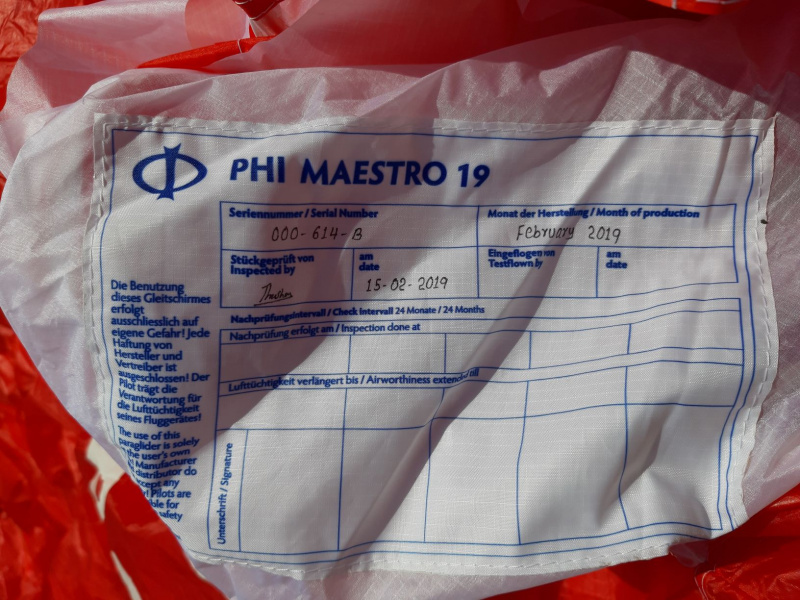 PHI MAESTRO 19
Seriennummer / Serial Number
000-614-B
Monat der Herstellung / Month of production
February 2019
Stückgeprüft von
Inspected by
am
date
15-02-2019
Eingeflogen von
Testflown by
am
date
Nachprüfungsintervall / Check Intervall 24 Monate / 24 Months
Nachprüfung erfolgt am / Inspection done at
Lufttüchtigkeit verlängert bis / Airworthiness extended till
Unterschrift / Signature
Die Benutzung
dieses Gleitschirmes
erfolgt
ausschliesslich auf
eigene Gefahr! Jede
Haftung von
Hersteller und
Vertreiber ist
ausgeschlossen! Der
Pilot trägt die
Verantwortung für
die Lufttüchtigkeit
seines Fluggerätes!
The use of this
paraglider is solely
the user's own
Manufacturer
distributor do
any
Pilots are
for